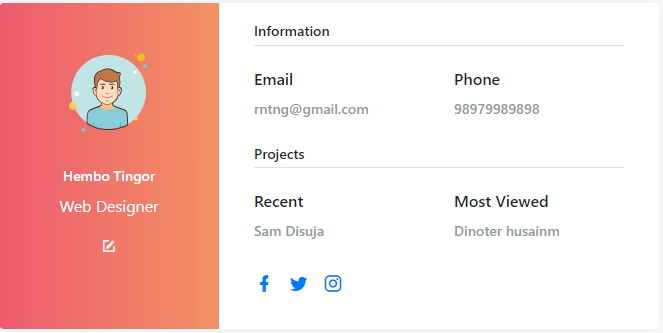 Hembo Tingor
Web Designer
Information
Email
rntng@gmail.com
Phone
98979989898
Projects
Recent
Sam Disuja
Most Viewed
Dinoter husainm